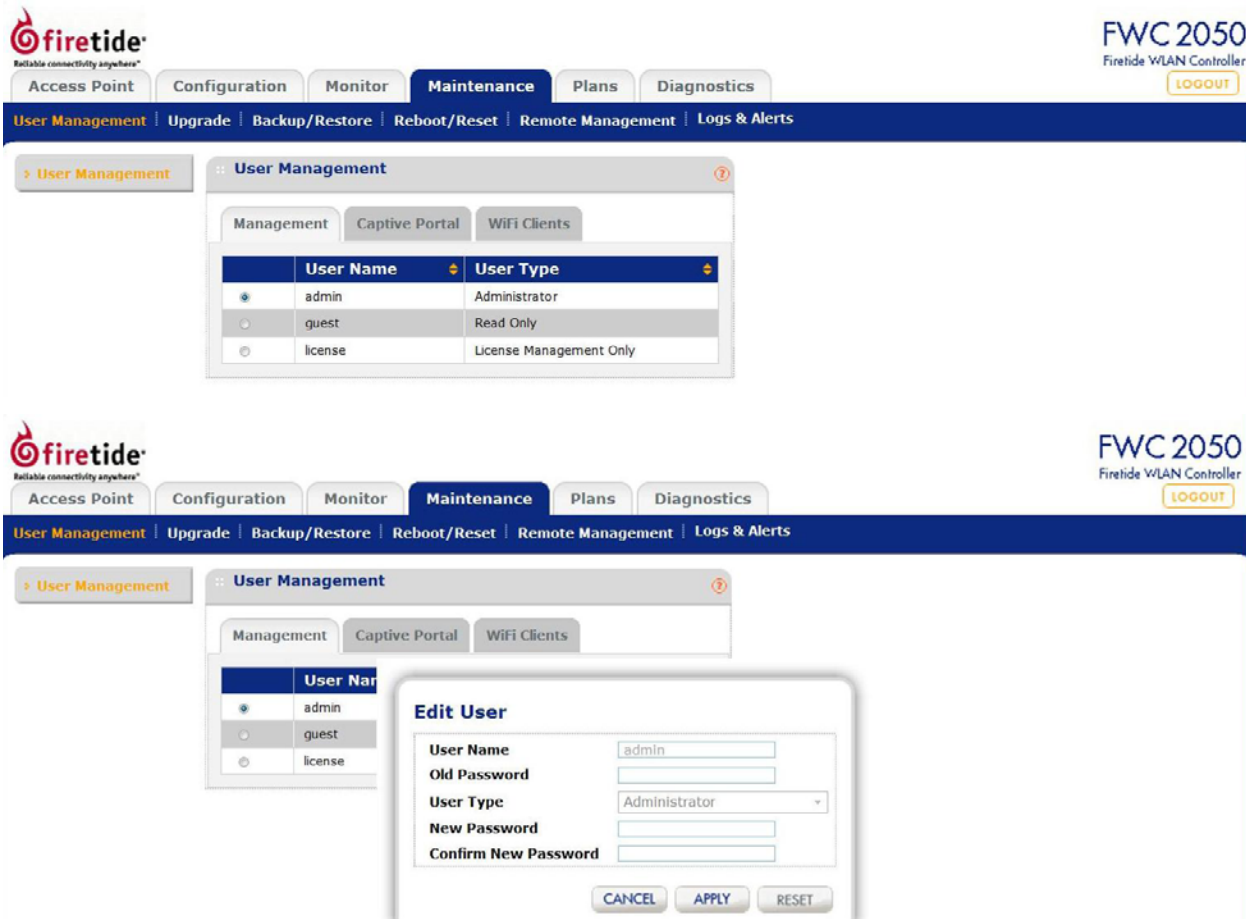 firetide
Reliable connectivity anywhere
FWC 2050
Firetide WLAN Controller
LOGOUT
Access Point Configuration Monitor Maintenance Plans Diagnostics
User Management | Upgrade | Backup/Restore | Reboot/Reset | Remote Management | Logs & Alerts
User Management
User Management
Management Captive Portal WiFi Clients
User Name User Type
admin Administrator
guest Read Only
license License Management Only
firetide
Reliable connectivity anywhere
FWC 2050
Firetide WLAN Controller
LOGOUT
Access Point Configuration Monitor Maintenance Plans Diagnostics
User Management | Upgrade | Backup/Restore | Reboot/Reset | Remote Management | Logs & Alerts
User Management
User Management
Management Captive Portal WiFi Clients
User Nar
admin
guest
license
Edit User
User Name admin
Old Password
User Type Administrator
New Password
Confirm New Password
CANCEL APPLY RESET